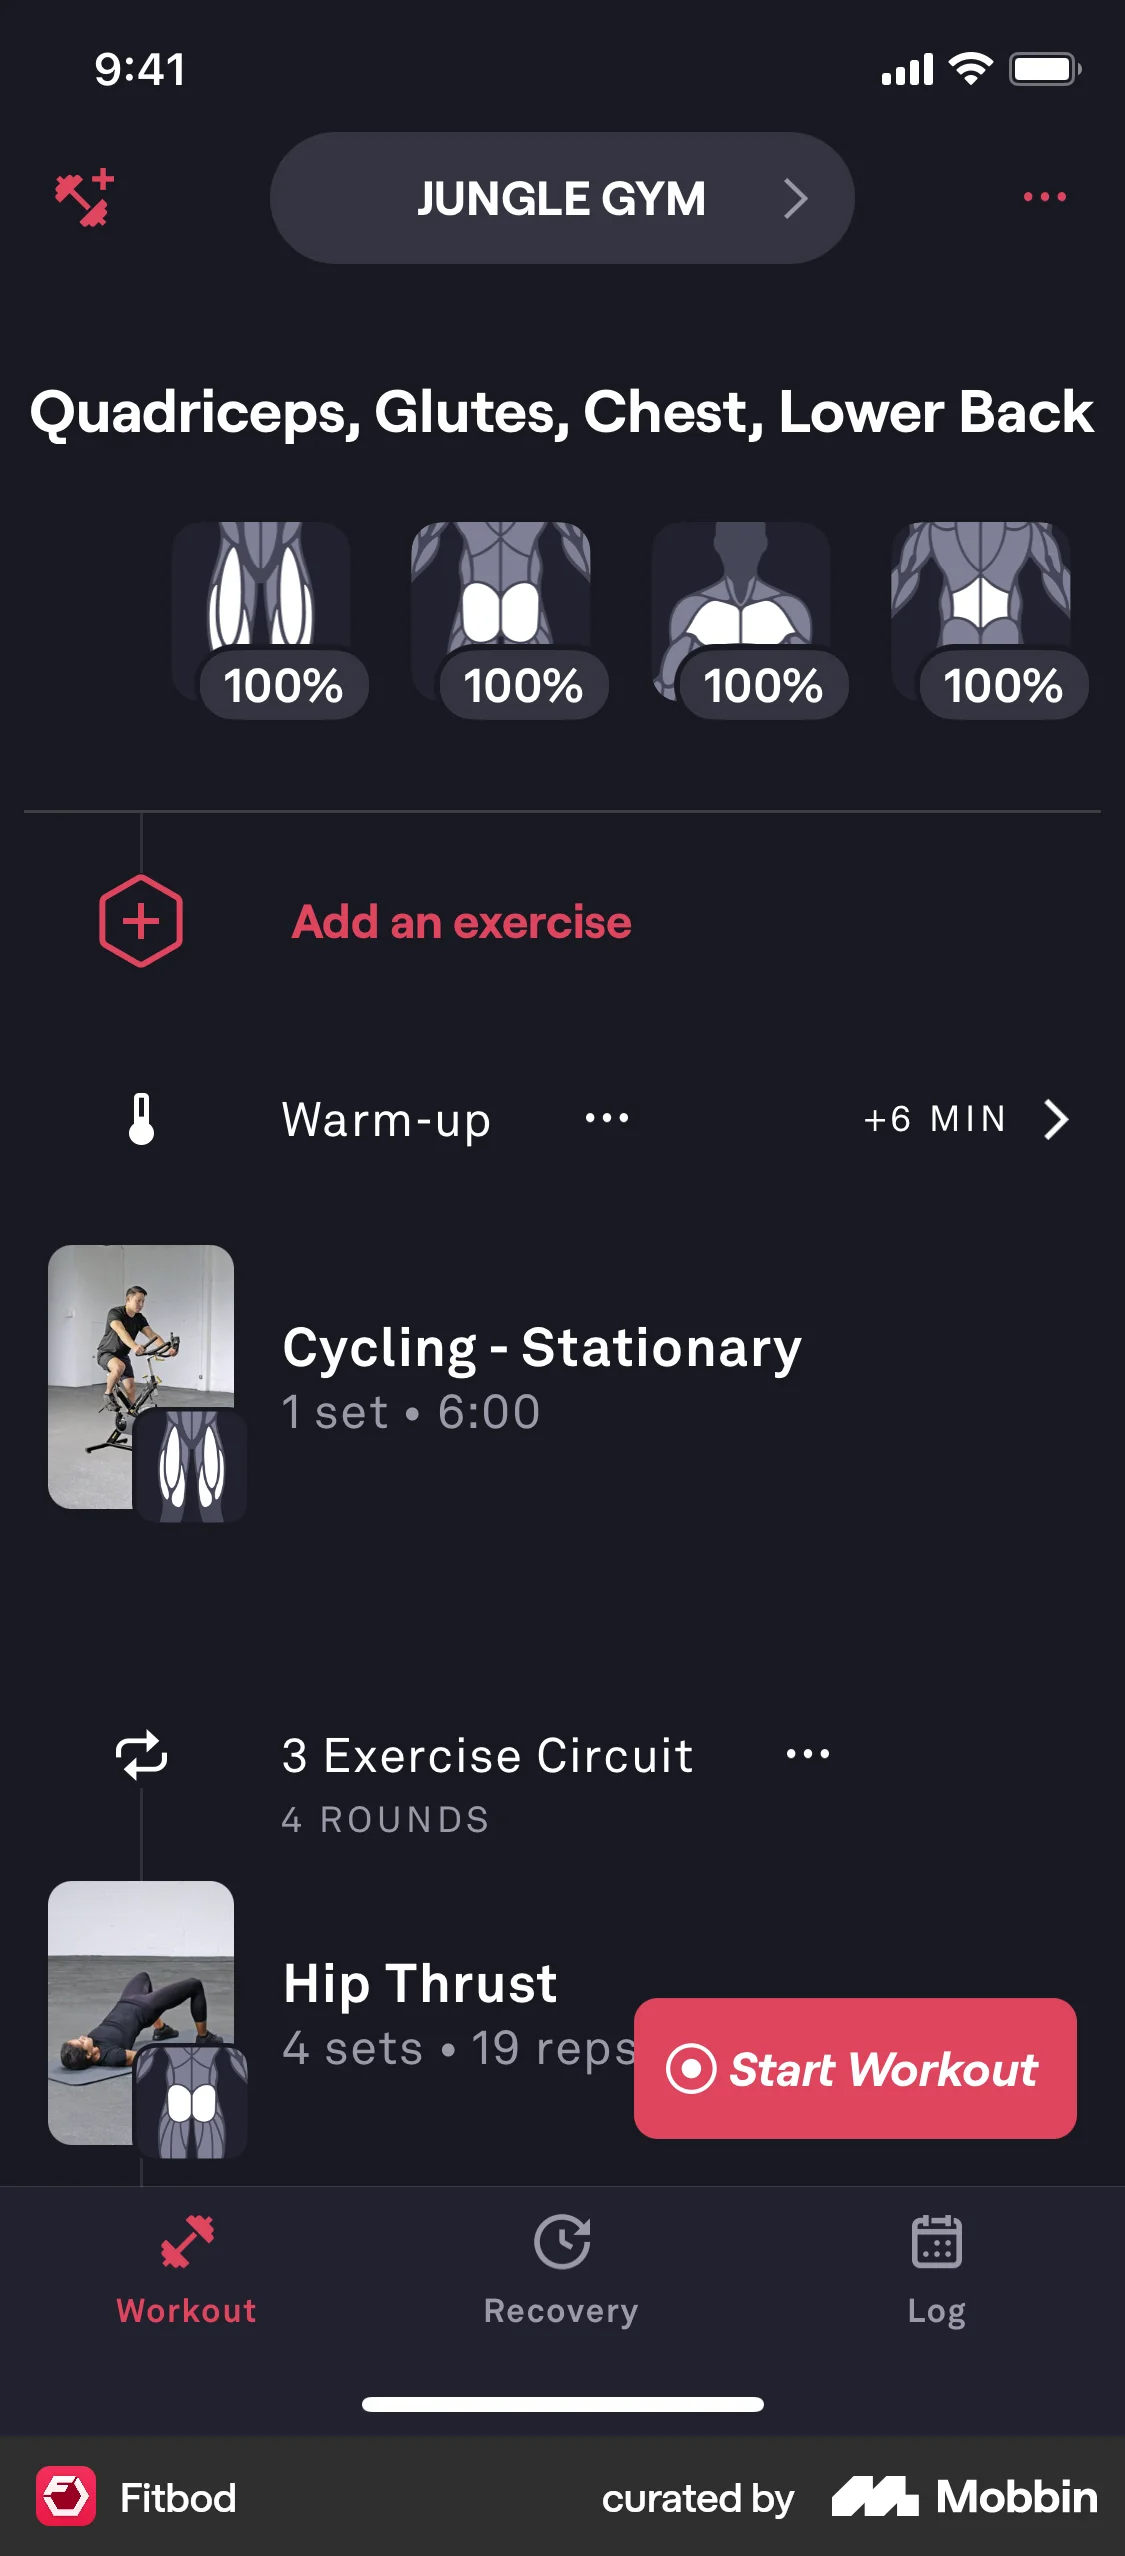 9:41
JUNGLE GYM
Quadriceps, Glutes, Chest, Lower Back
100% 100% 100% 100%
Add an exercise
Warm-up +6 MIN
Cycling - Stationary
1 set • 6:00
3 Exercise Circuit
4 ROUNDS
Hip Thrust
4 sets • 19 reps
Start Workout
Workout Recovery Log
Fitbod curated by Mobbin